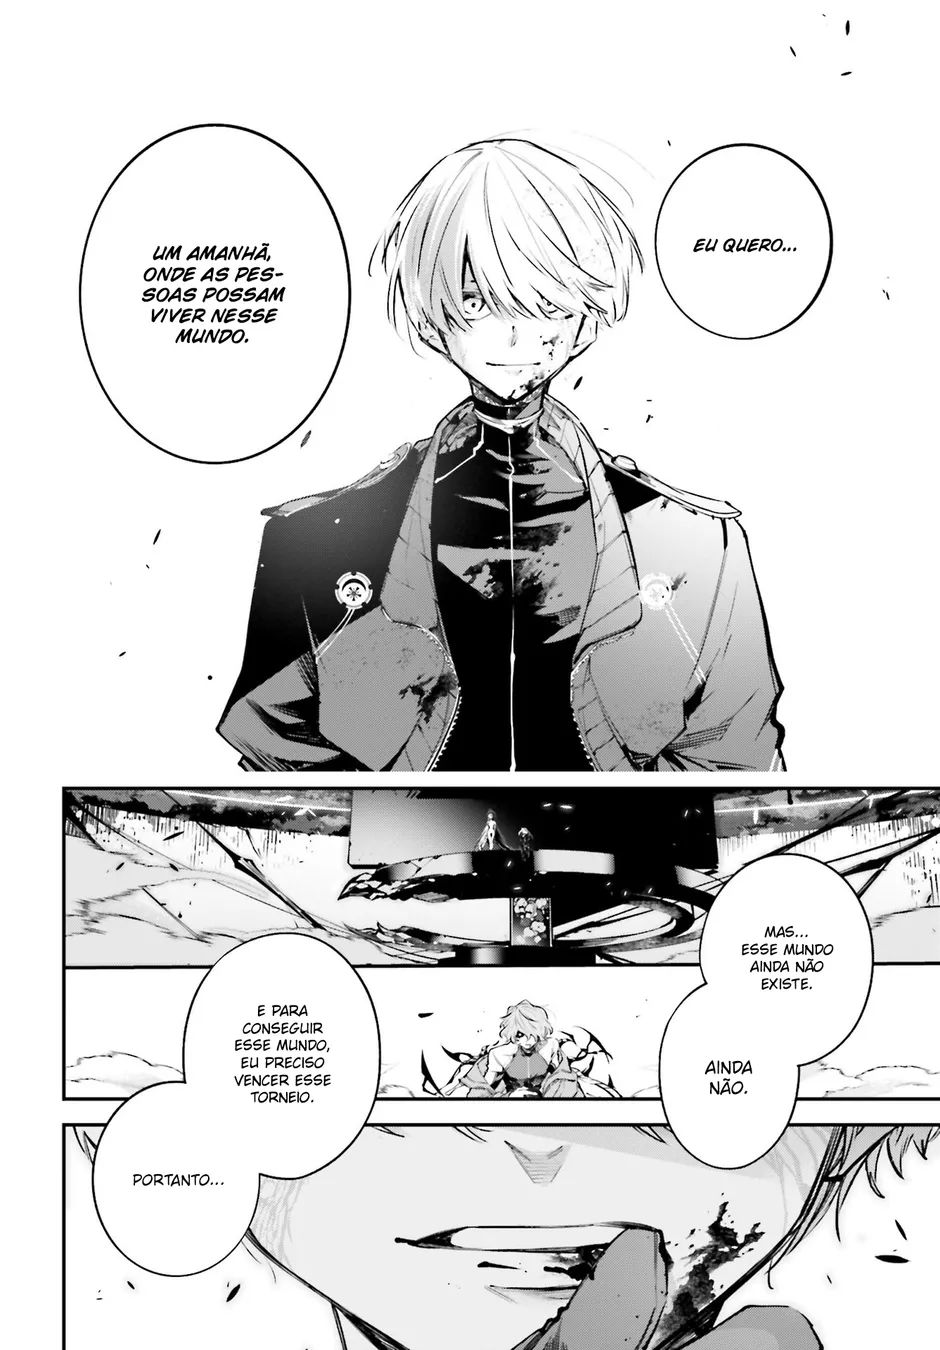 EU QUERO...
UM AMANHÃ,
ONDE AS PES-
SOAS POSSAM
VIVER NESSE
MUNDO.
MAS...
ESSE MUNDO
AINDA NÃO
EXISTE.
AINDA
NÃO.
E PARA
CONSEGUIR
ESSE MUNDO,
EU PRECISO
VENCER ESSE
TORNEIO.
PORTANTO...